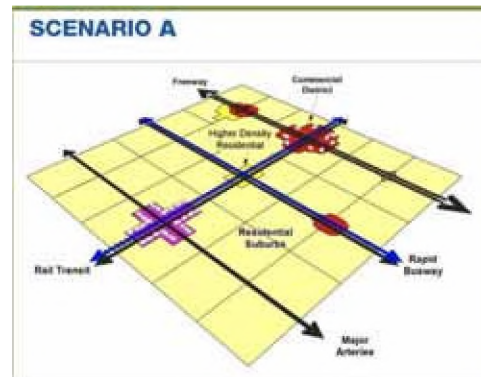 SCENARIO A
Freeway
Commercial
District
Higher Density
Residential
Residential
Suburbs
Rail Transit
Rapid
Busway
Major
Arteries